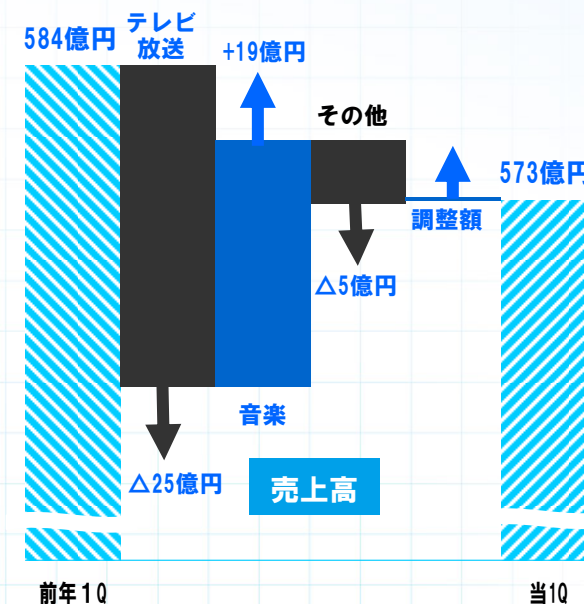 584億円
テレビ
放送
+19億円
その他
573億円
調整額
△5億円
音楽
△25億円
売上高
前年1Q
当1Q